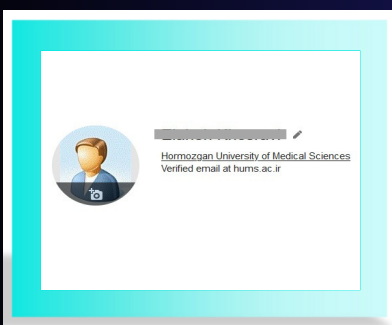 Hormozgan University of Medical Sciences
Verified email at hums.ac.ir